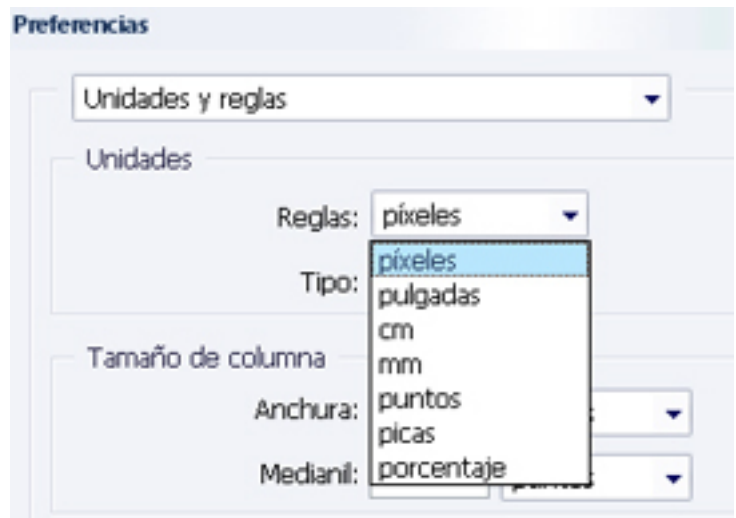 Preferencias
Unidades y reglas
Unidades
Reglas: píxeles
píxeles
Tipo:
pulgadas
cm
mm
Tamaño de columna
Anchura:
puntos
picas
Medianil:
porcentaje